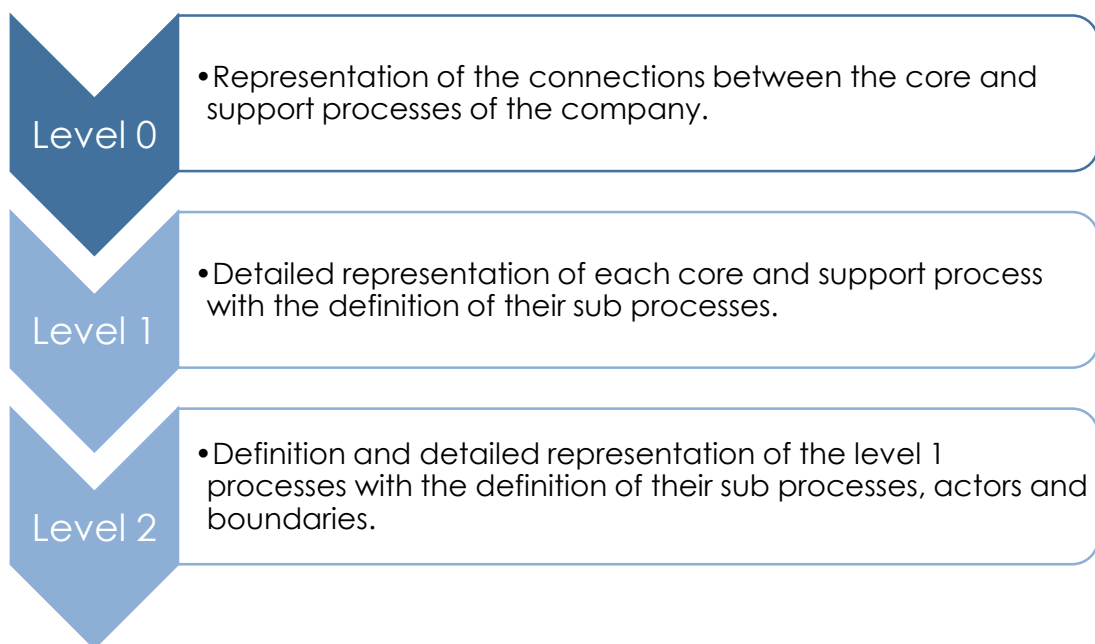 Level 0
•Representation of the connections between the core and
support processes of the company.
Level 1
•Detailed representation of each core and support process
with the definition of their sub processes.
Level 2
•Definition and detailed representation of the level 1
processes with the definition of their sub processes, actors and
boundaries.